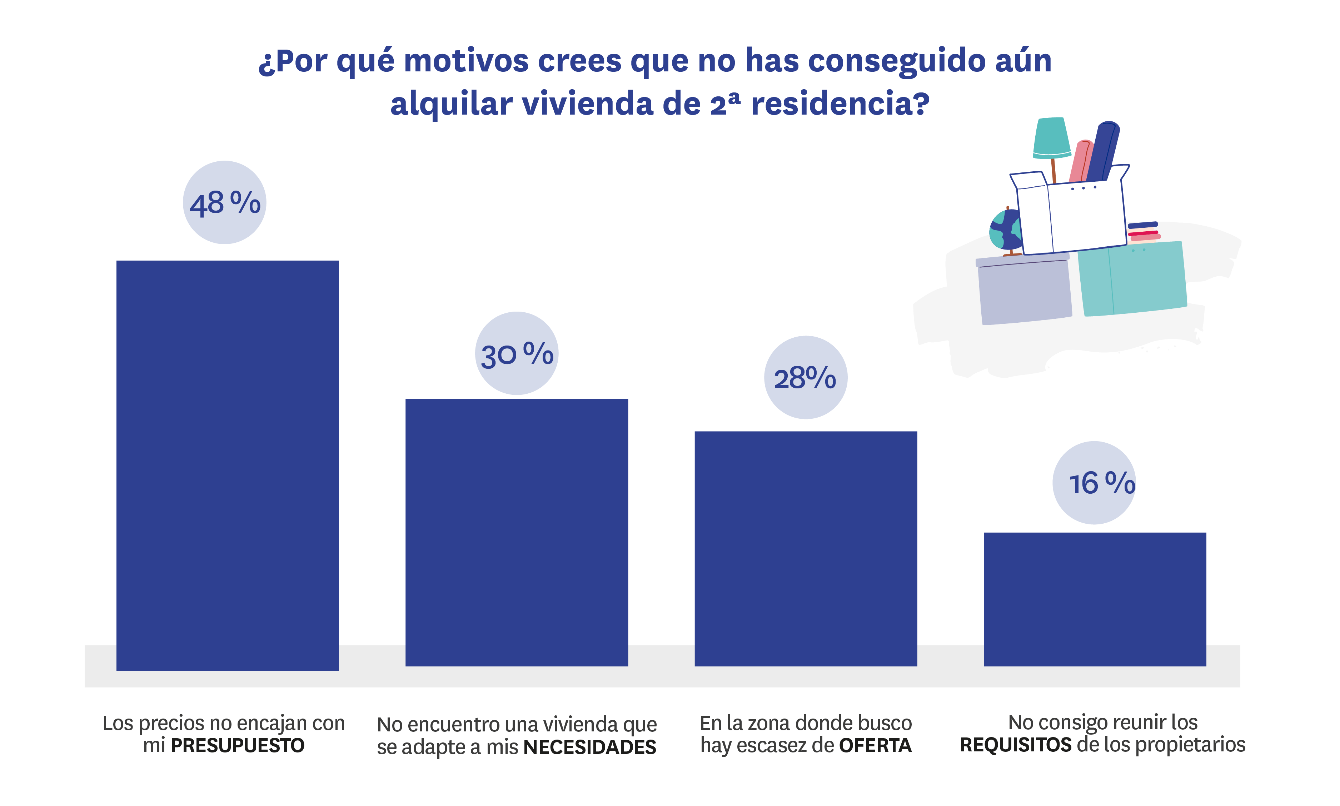 ¿Por qué motivos crees que no has conseguido aún
alquilar vivienda de 2ª residencia?
48 %
30 %
28%
16 %
Los precios no encajan con
mi PRESUPUESTO
No encuentro una vivienda que
se adapte a mis NECESIDADES
En la zona donde busco
hay escasez de OFERTA
No consigo reunir los
REQUISITOS de los propietarios